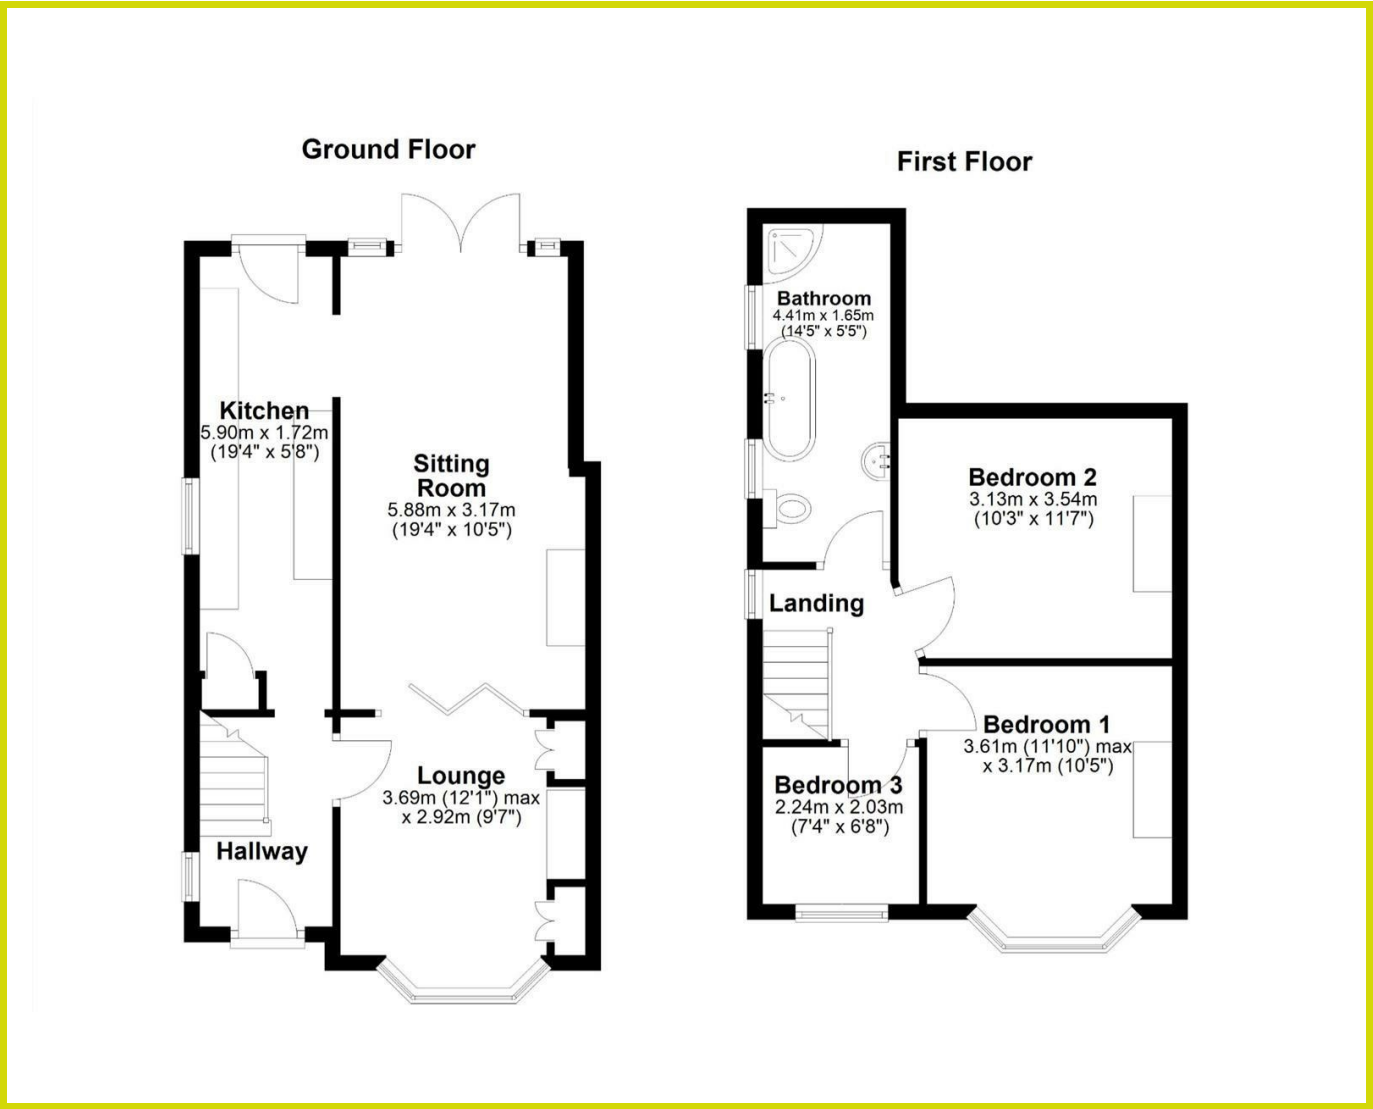 Ground Floor
Kitchen
5.90m x 1.72m
(19'4" x 5'8")
Sitting
Room
5.88m x 3.17m
(19'4" x 10'5")
Lounge
3.69m (12'1") max
x 2.92m (9'7")
Hallway
First Floor
Bathroom
4.41m x 1.65m
(14'5" x 5'5")
Bedroom 2
3.13m x 3.54m
(10'3" x 11'7")
Landing
Bedroom 1
3.61m (11'10") max
x 3.17m (10'5")
Bedroom 3
2.24m x 2.03m
(7'4" x 6'8")